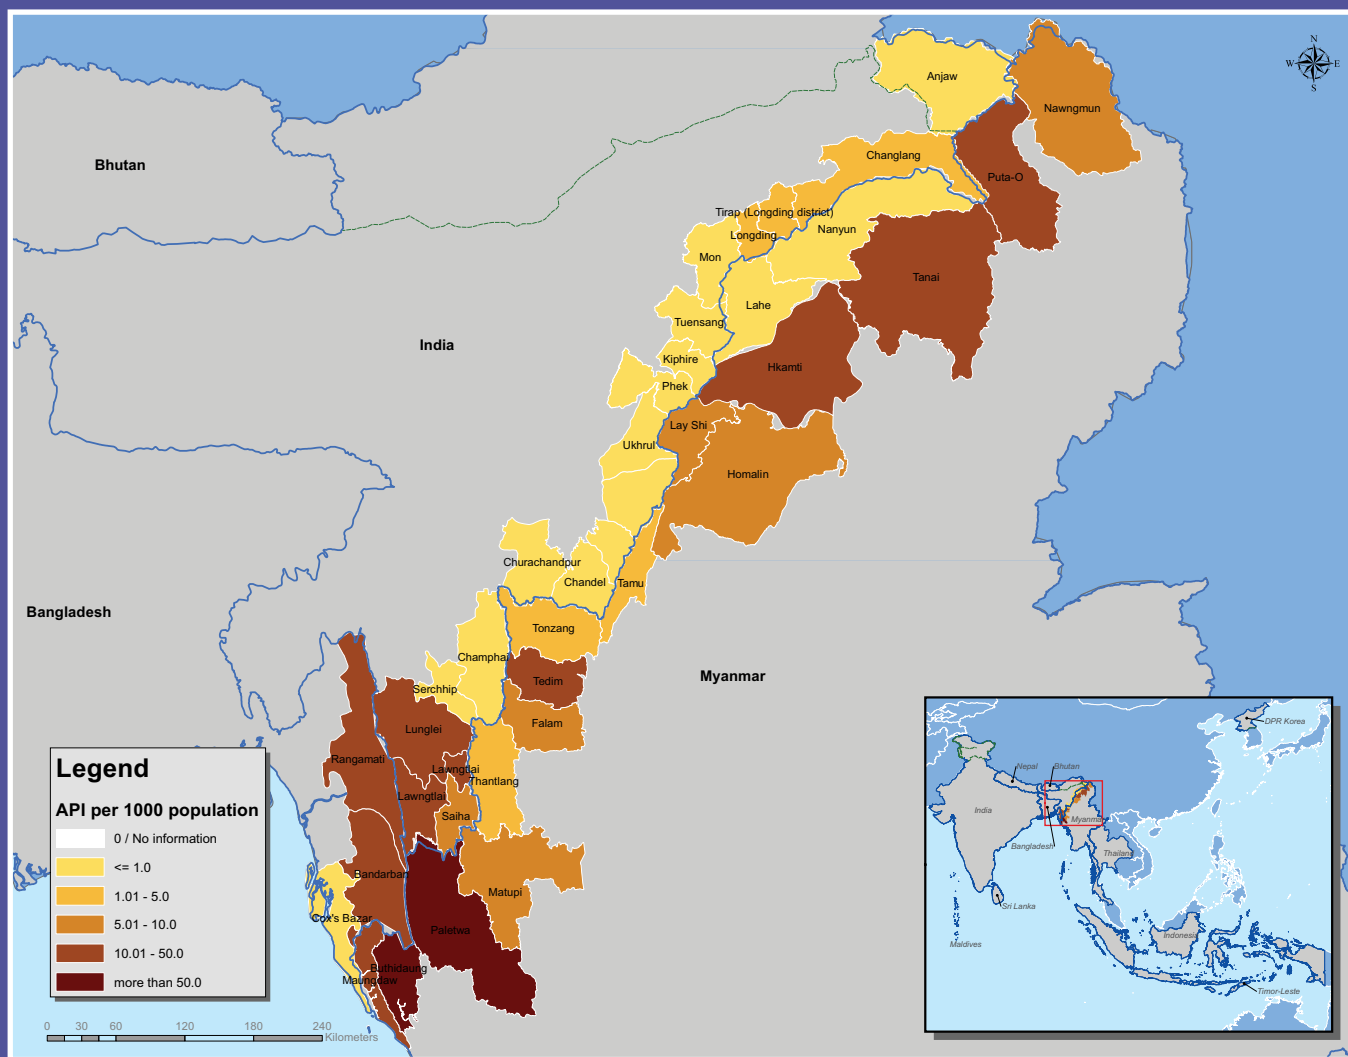 N
W E
S
Anjaw
Nawngmun
Bhutan
Changlang
Puta-O
Tirap (Longding district)
Nanyun
Longding
Mon
Tanai
Lahe
Tuensang
India
Kiphire
Hkamti
Phek
Lay Shi
Ukhrul
Homalin
Churachandpur
Chandel
Tamu
Bangladesh
Tonzang
Champhai
Myanmar
Tedim
Serchhip
Falam
Lunglei
Rangamati
Lawngtlai
Thantlang
Lawngtlai
Saiha
Bandarban
Matupi
Cox's Bazar
Paletwa
Buthidaung
Maungdaw
Legend
API per 1000 population
0 / No information
<= 1.0
1.01 - 5.0
5.01 - 10.0
10.01 - 50.0
more than 50.0
0 30 60 120 180 240
Kilometers
DPR Korea
Nepal
Bhutan
India
Myanmar
Bangladesh
Thailand
Sri Lanka
Maldives
Indonesia
Timor-Leste